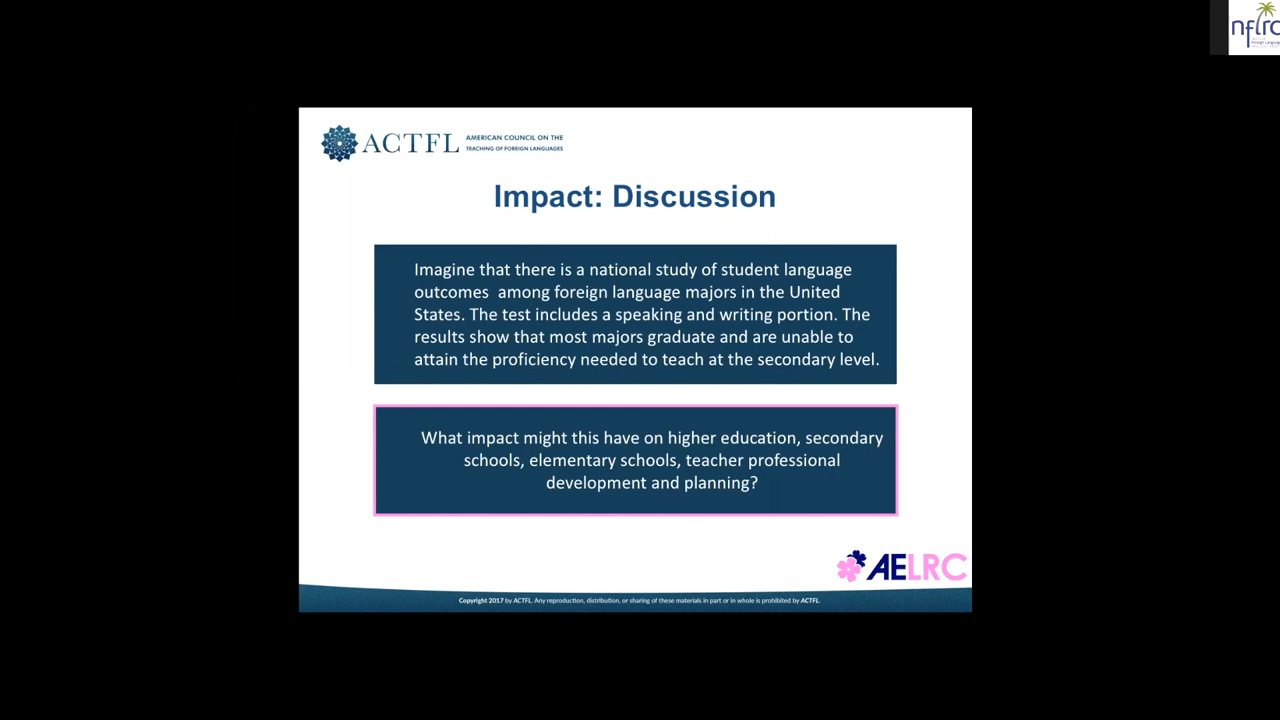 nflrc
ACTFL AMERICAN COUNCIL ON THE
TEACHING OF FOREIGN LANGUAGES
Impact: Discussion
Imagine that there is a national study of student language
outcomes among foreign language majors in the United
States. The test includes a speaking and writing portion. The
results show that most majors graduate and are unable to
attain the proficiency needed to teach at the secondary level.
What impact might this have on higher education, secondary
schools, elementary schools, teacher professional
development and planning?
AELRC
Copyright 2017 by ACTFL. Any reproduction, distribution, or sharing of these materials in part or in whole is prohibited by ACTFL.